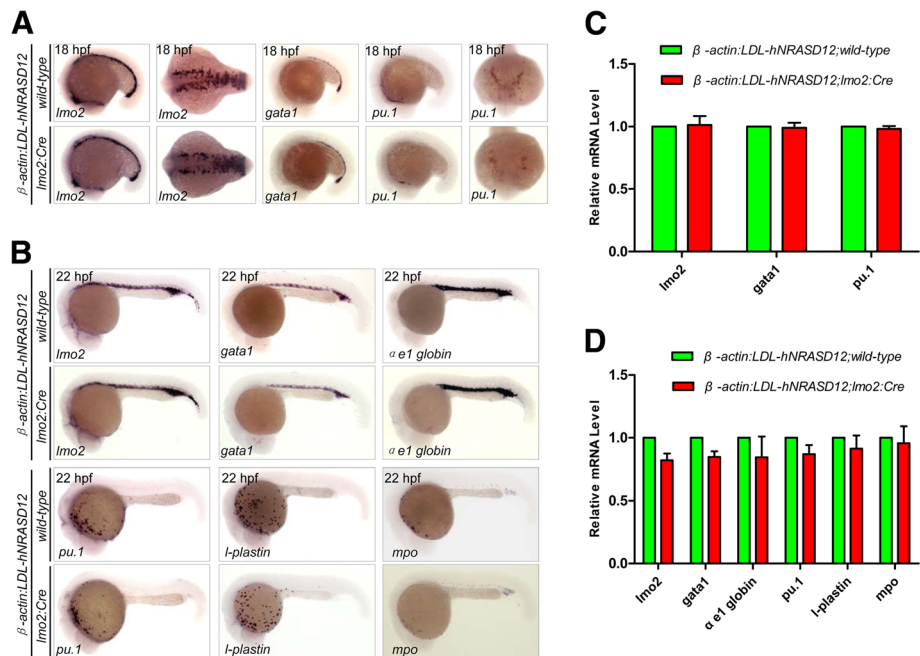 A
β-actin:LDL-hNRASD12
wild-type
lmo2:Cre
18 hpf
lmo2
18 hpf
lmo2
18 hpf
gata1
18 hpf
pu.1
18 hpf
pu.1
lmo2
lmo2
gata1
pu.1
pu.1
B
β-actin:LDL-hNRASD12
wild-type
lmo2:Cre
22 hpf
lmo2
22 hpf
gata1
22 hpf
αe1 globin
lmo2
gata1
αe1 globin
β-actin:LDL-hNRASD12
wild-type
lmo2:Cre
22 hpf
pu.1
22 hpf
l-plastin
22 hpf
mpo
pu.1
l-plastin
mpo
C
β -actin:LDL-hNRASD12;wild-type
β -actin:LDL-hNRASD12;lmo2:Cre
Relative mRNA Level
1.5
1.0
0.5
0.0
lmo2
gata1
pu.1
D
β -actin:LDL-hNRASD12;wild-type
β -actin:LDL-hNRASD12;lmo2:Cre
Relative mRNA Level
1.5
1.0
0.5
0.0
lmo2
gata1
αe1 globin
pu.1
l-plastin
mpo